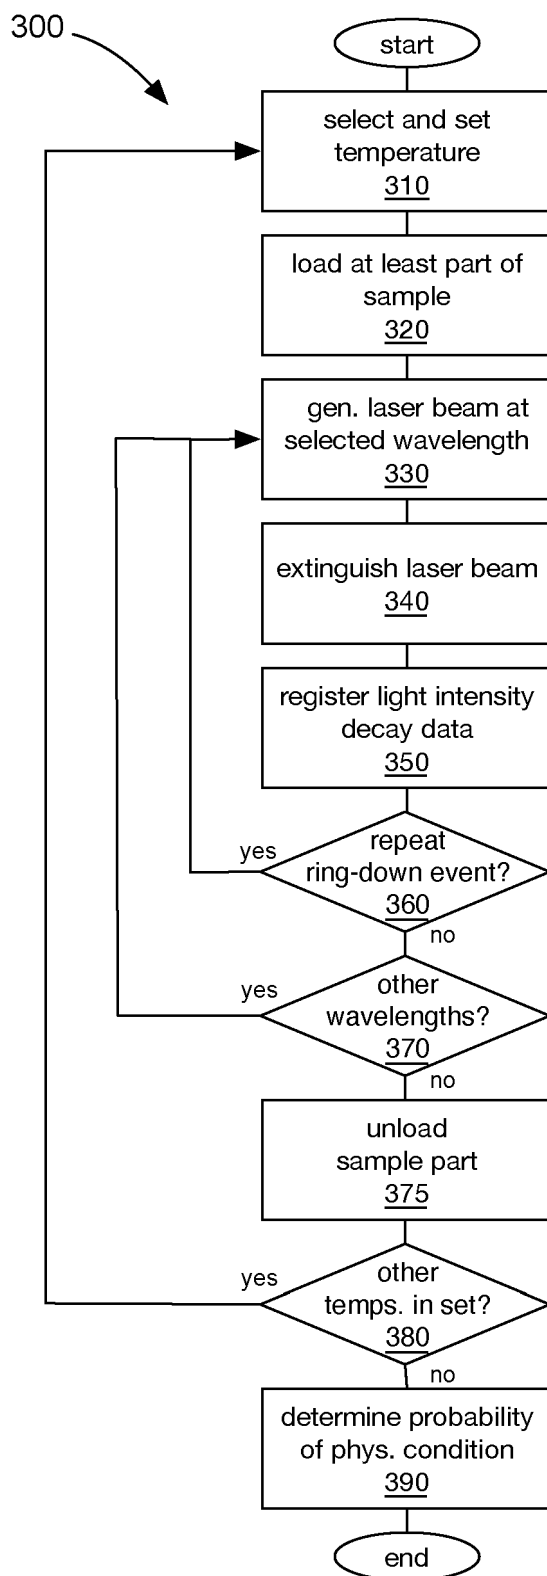 300
start
select and set
temperature
310
load at least part of
sample
320
gen. laser beam at
selected wavelength
330
extinguish laser beam
340
register light intensity
decay data
350
yes
repeat
ring-down event?
360
no
yes
other
wavelengths?
370
no
unload
sample part
375
yes
other
temps. in set?
380
no
determine probability
of phys. condition
390
end